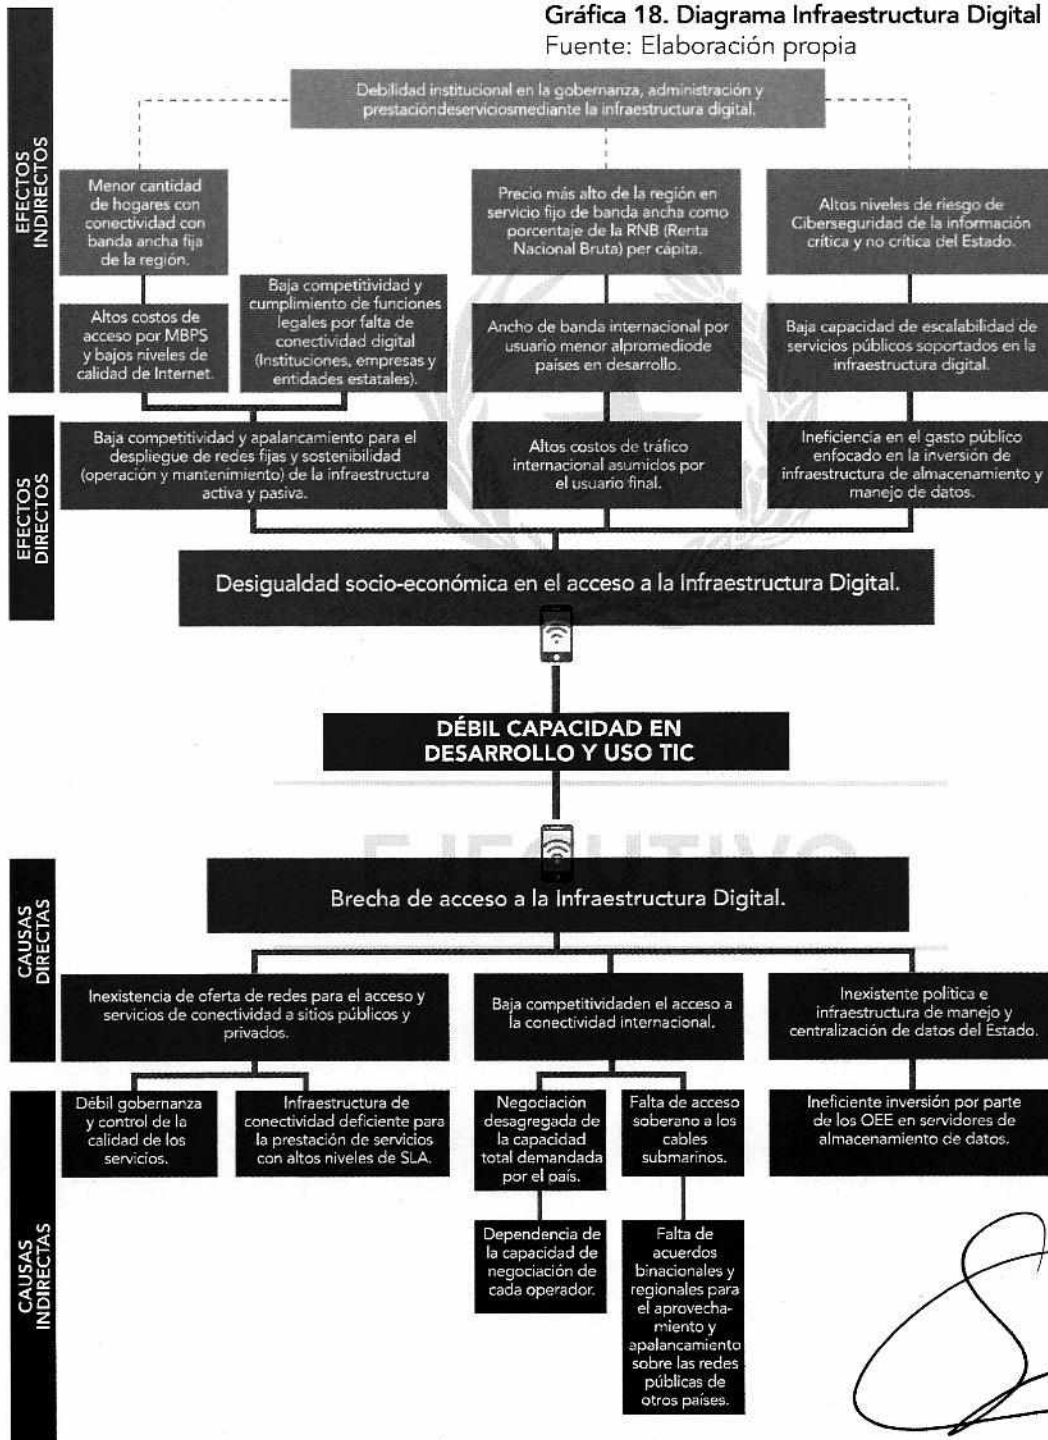 Gráfica 18. Diagrama Infraestructura Digital
Fuente: Elaboración propia
EFECTOS
INDIRECTOS
Debilidad institucional en la gobernanza, administración y
prestacióndeserviciosmediante la infraestructura digital.
Menor cantidad
de hogares con
conectividad con
banda ancha fija
de la región.
Precio más alto de la región en
servicio fijo de banda ancha como
porcentaje de la RNB (Renta
Nacional Bruta) per cápita.
Altos niveles de riesgo de
Ciberseguridad de la información
crítica y no crítica del Estado.
Altos costos de
acceso por MBPS
y bajos niveles de
calidad de Internet.
Baja competitividad y
cumplimiento de funciones
legales por falta de
conectividad digital
(Instituciones, empresas y
entidades estatales).
Ancho de banda internacional por
usuario menor alpromediode
países en desarrollo.
Baja capacidad de escalabilidad de
servicios públicos soportados en la
infraestructura digital.
EFECTOS
DIRECTOS
Baja competitividad y apalancamiento para el
despliegue de redes fijas y sostenibilidad
(operación y mantenimiento) de la infraestructura
activa y pasiva.
Altos costos de tráfico
internacional asumidos por
el usuario final.
Ineficiencia en el gasto público
enfocado en la inversión de
infraestructura de almacenamiento y
manejo de datos.
Desigualdad socio-económica en el acceso a la Infraestructura Digital.
DÉBIL CAPACIDAD EN
DESARROLLO Y USO TIC
EJECUTIVO
CAUSAS
DIRECTAS
Brecha de acceso a la Infraestructura Digital.
Inexistencia de oferta de redes para el acceso y
servicios de conectividad a sitios públicos y
privados.
Baja competitividaden el acceso a
la conectividad internacional.
Inexistente política e
infraestructura de manejo y
centralización de datos del Estado.
CAUSAS
INDIRECTAS
Débil gobernanza
y control de la
calidad de los
servicios.
Infraestructura de
conectividad deficiente para
la prestación de servicios
con altos niveles de SLA.
Negociación
desagregada de
la capacidad
total demandada
por el país.
Falta de acceso
soberano a los
cables
submarinos.
Ineficiente inversión por parte
de los OEE en servidores de
almacenamiento de datos.
Dependencia de
la capacidad de
negociación de
cada operador.
Falta de
acuerdos
binacionales y
regionales para
el aprovecha-
miento y
apalancamiento
sobre las redes
públicas de
otros países.